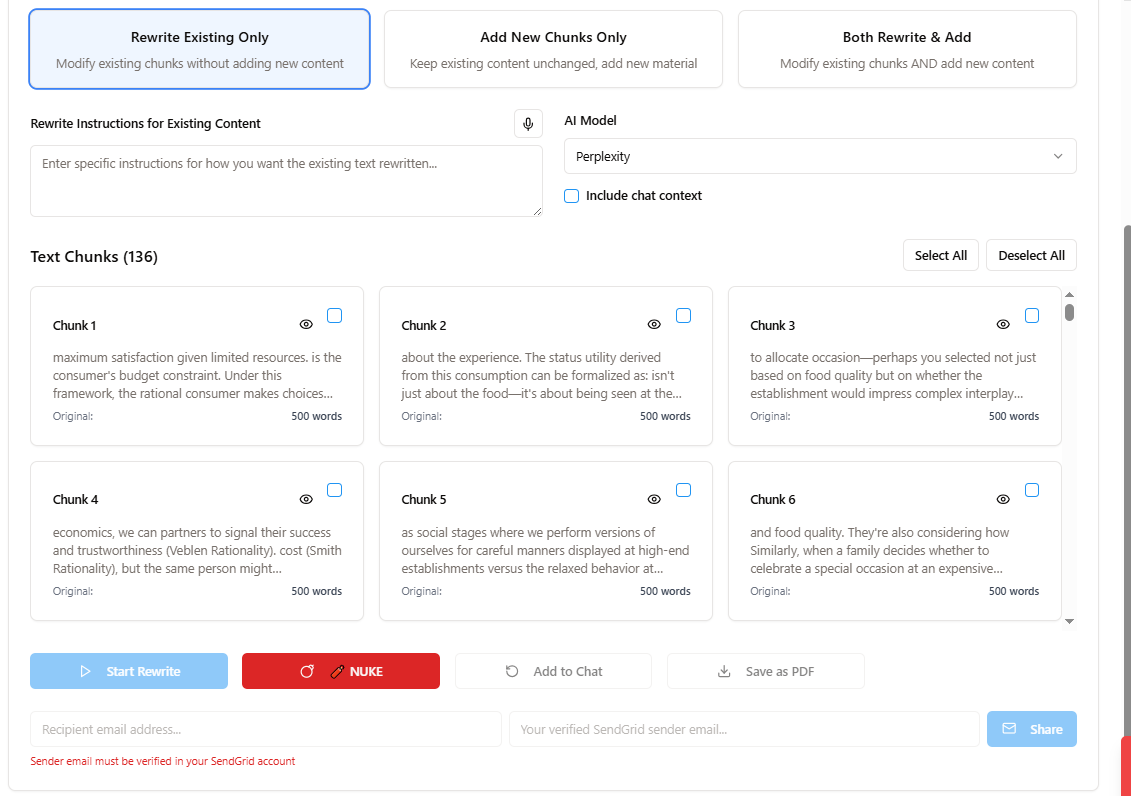 Rewrite Existing Only
Modify existing chunks without adding new content
Add New Chunks Only
Keep existing content unchanged, add new material
Both Rewrite & Add
Modify existing chunks AND add new content
Rewrite Instructions for Existing Content
Enter specific instructions for how you want the existing text rewritten...
AI Model
Perplexity
Include chat context
Text Chunks (136)
Select All
Deselect All
Chunk 1
maximum satisfaction given limited resources. is the
consumer's budget constraint. Under this
framework, the rational consumer makes choices...
Original:
500 words
Chunk 2
about the experience. The status utility derived
from this consumption can be formalized as: isn't
just about the food—it's about being seen at the...
Original:
500 words
Chunk 3
to allocate occasion—perhaps you selected not just
based on food quality but on whether the
establishment would impress complex interplay...
Original:
500 words
Chunk 4
economics, we can partners to signal their success
and trustworthiness (Veblen Rationality). cost (Smith
Rationality), but the same person might...
Original:
500 words
Chunk 5
as social stages where we perform versions of
ourselves for careful manners displayed at high-end
establishments versus the relaxed behavior at...
Original:
500 words
Chunk 6
and food quality. They're also considering how
Similarly, when a family decides whether to
celebrate a special occasion at an expensive...
Original:
500 words
Start Rewrite
NUKE
Add to Chat
Save as PDF
Recipient email address...
Your verified SendGrid sender email...
Share
Sender email must be verified in your SendGrid account